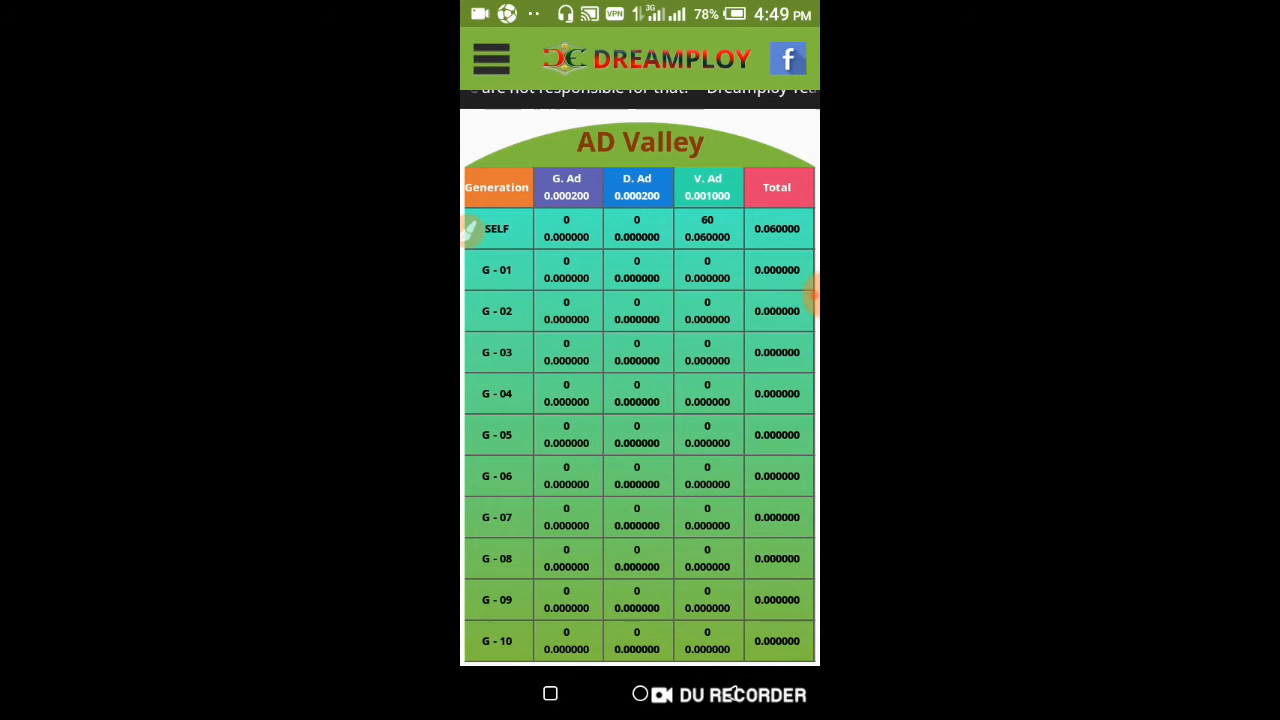 3G 78% 4:49 PM
VPN
DREAMPLOY f
are not responsible for that.
AD Valley
Generation G. Ad 0.000200 D. Ad 0.000200 V. Ad 0.001000 Total
SELF 0 0.000000 0 0.000000 60 0.060000 0.060000
G - 01 0 0.000000 0 0.000000 0 0.000000 0.000000
G - 02 0 0.000000 0 0.000000 0 0.000000 0.000000
G - 03 0 0.000000 0 0.000000 0 0.000000 0.000000
G - 04 0 0.000000 0 0.000000 0 0.000000 0.000000
G - 05 0 0.000000 0 0.000000 0 0.000000 0.000000
G - 06 0 0.000000 0 0.000000 0 0.000000 0.000000
G - 07 0 0.000000 0 0.000000 0 0.000000 0.000000
G - 08 0 0.000000 0 0.000000 0 0.000000 0.000000
G - 09 0 0.000000 0 0.000000 0 0.000000 0.000000
G - 10 0 0.000000 0 0.000000 0 0.000000 0.000000
DU RECORDER